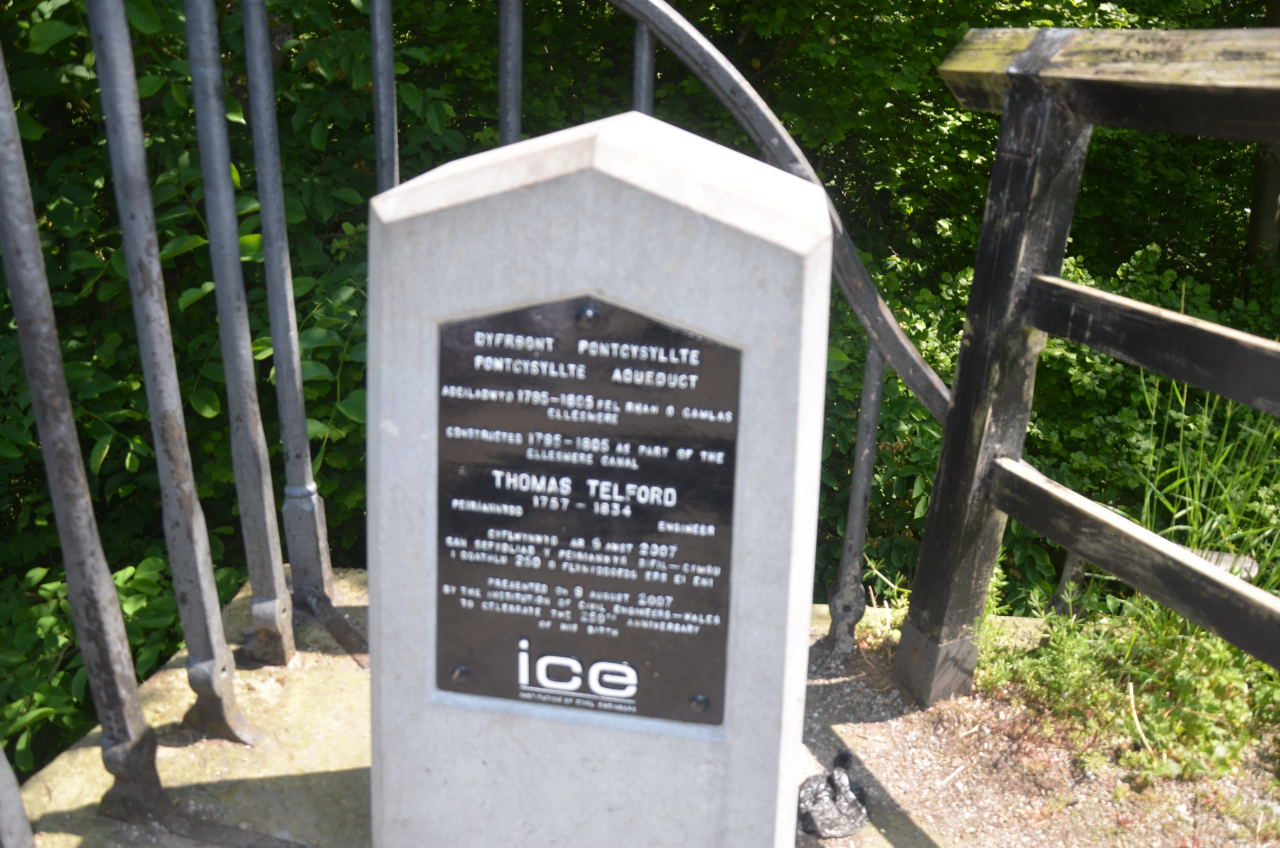 DYFRBONT PONTCYSYLLTE
PONTCYSYLLTE AQUEDUCT
ADEILADWYD 1795-1805 FEL RHAN O GAMLAS
ELLESMERE
CONSTRUCTED 1795-1805 AS PART OF THE
ELLESMERE CANAL
THOMAS TELFORD
1757 - 1834
PEIRIANNYDD ENGINEER
CYFLWYNWYD AR 9 AWST 2007
GAN SEFYDLIAD Y PEIRIANWYR SIFIL-CYMRU
I DDATHLU 250 O FLYNYDDOEDD ERS EI ENI
PRESENTED ON 9 AUGUST 2007
BY THE INSTITUTION OF CIVIL ENGINEERS-WALES
TO CELEBRATE THE 250TH ANNIVERSARY
OF HIS BIRTH
ice
INSTITUTION OF CIVIL ENGINEERS